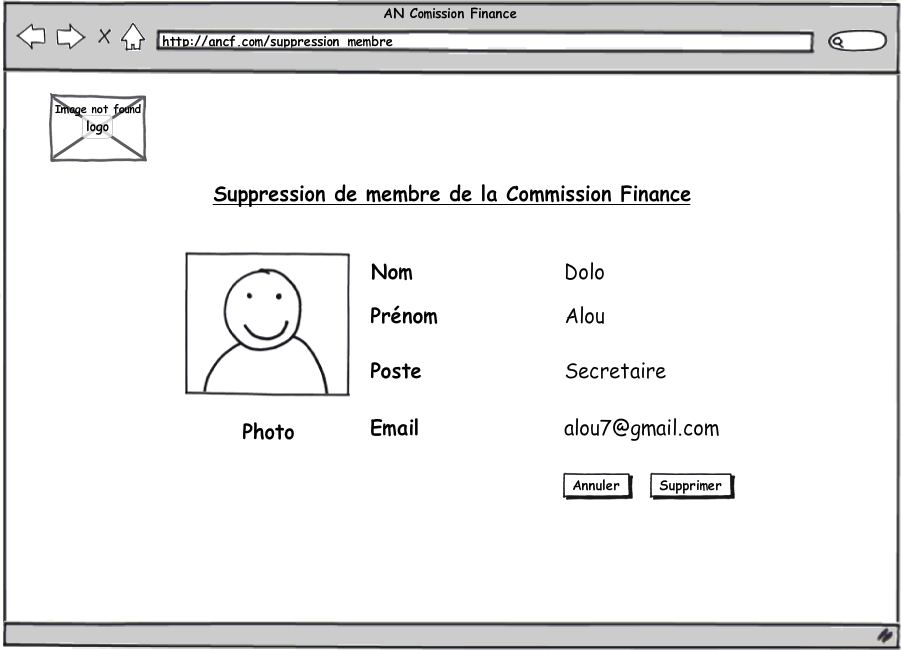 AN Comission Finance
http://ancf.com/suppression_membre
Image not found
logo
Suppression de membre de la Commission Finance
Nom Dolo
Prénom Alou
Poste Secretaire
Photo
Email alou7@gmail.com
Annuler Supprimer